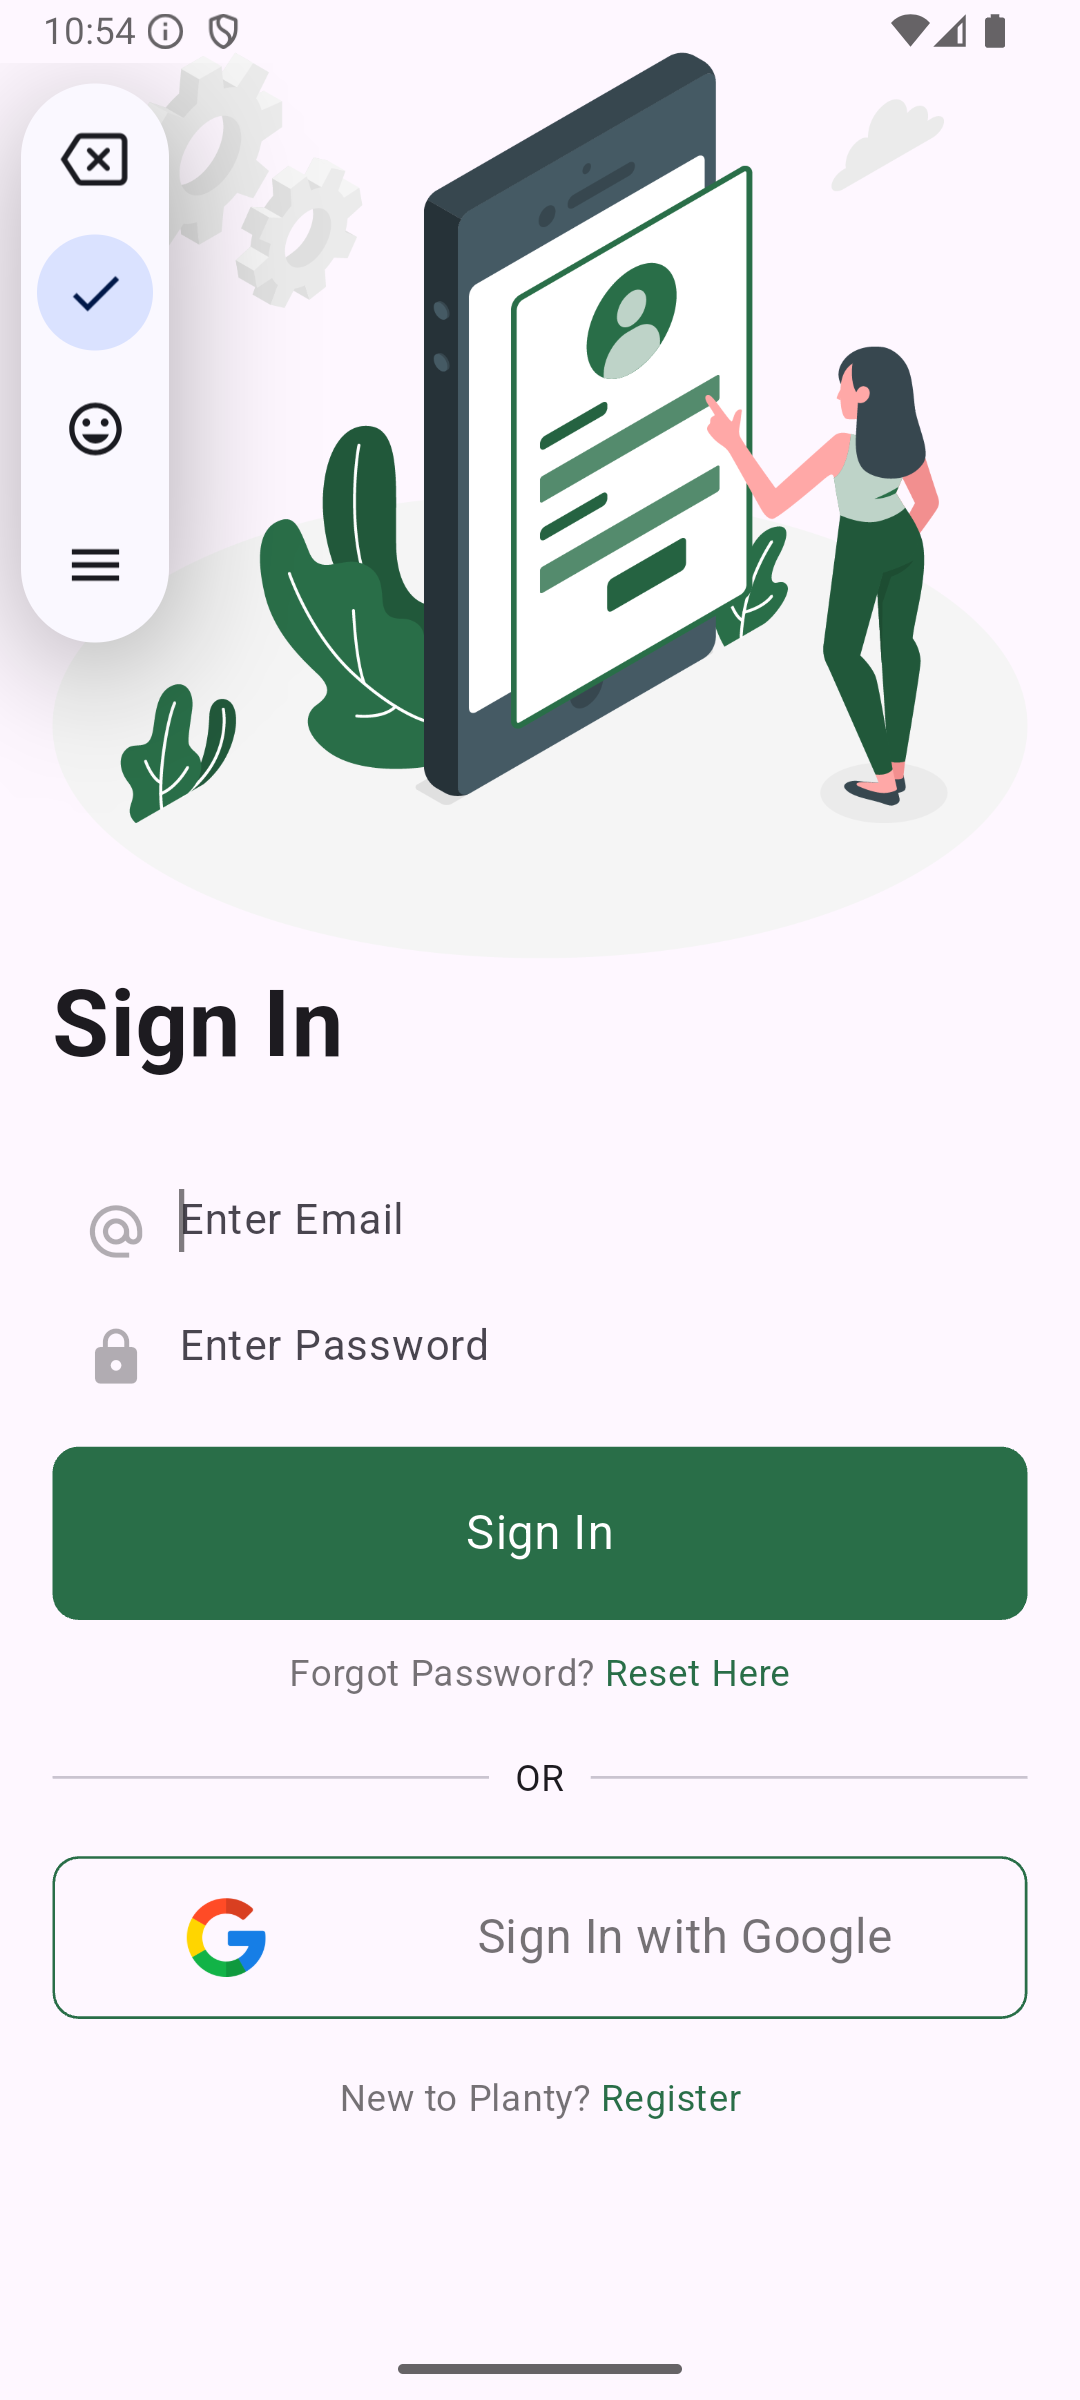 10:54
Sign In
Enter Email
Enter Password
Sign In
Forgot Password? Reset Here
OR
Sign In with Google
New to Planty? Register